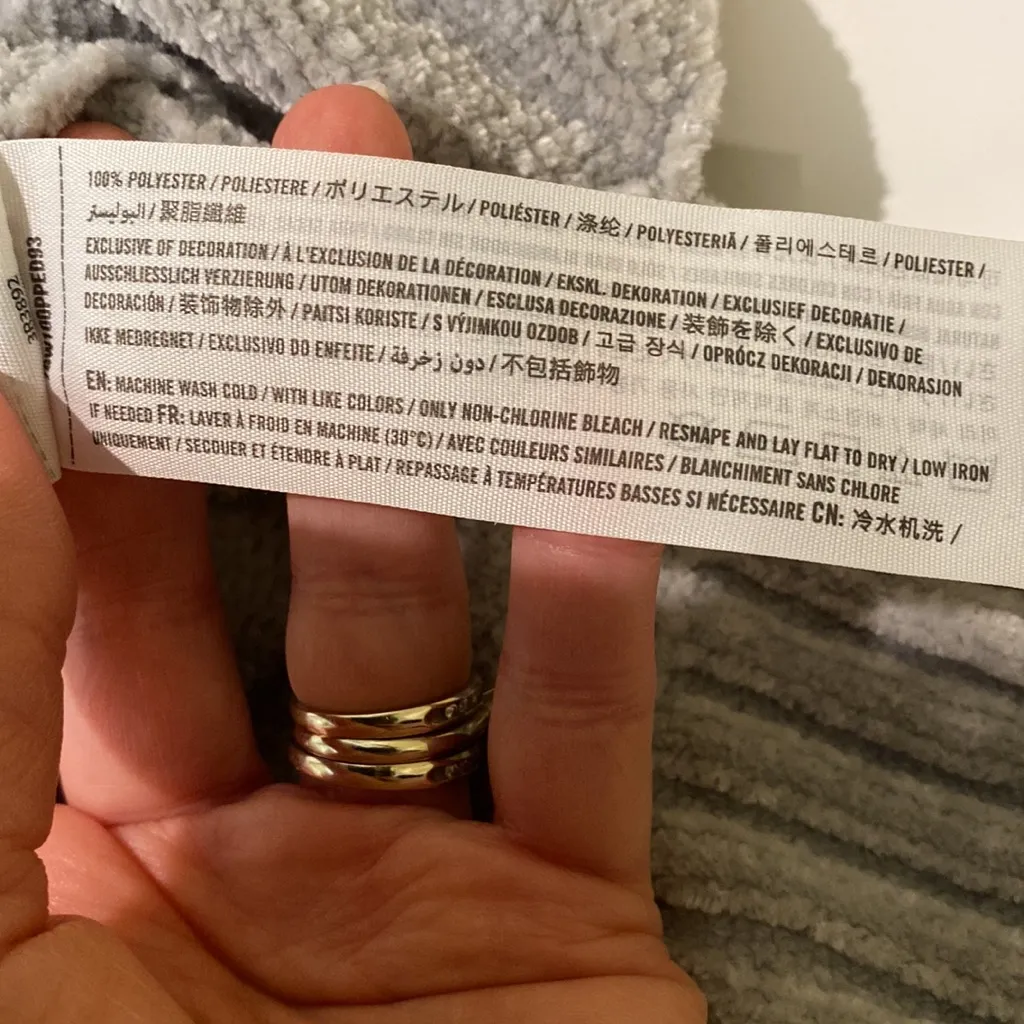 100% POLYESTER / POLIESTERE / ポリエステル / POLIÉSTER / 涤纶 / POLYESTERIÄ / 폴리에스테르 / POLIESTER /
البوليستر / 聚脂纖維
EXCLUSIVE OF DECORATION / À L'EXCLUSION DE LA DÉCORATION / EKSKL. DEKORATION / EXCLUSIEF DECORATIE /
AUSSCHLIESSLICH VERZIERUNG / UTOM DEKORATIONEN / ESCLUSA DECORAZIONE / 装飾を除く / EXCLUSIVO DE
DECORACIÓN / 装饰物除外 / PAITSI KORISTE / S VÝJIMKOU OZDOB / 고급 장식 / OPRÓCZ DEKORACJI / DEKORASJON
IKKE MEDREGNET / EXCLUSIVO DO ENFEITE / دون زخرفة / 不包括飾物
EN: MACHINE WASH COLD / WITH LIKE COLORS / ONLY NON-CHLORINE BLEACH / RESHAPE AND LAY FLAT TO DRY / LOW IRON
IF NEEDED FR: LAVER À FROID EN MACHINE (30°C) / AVEC COULEURS SIMILAIRES / BLANCHIMENT SANS CHLORE
UNIQUEMENT / SECOUER ET ÉTENDRE À PLAT / REPASSAGE À TEMPÉRATURES BASSES SI NÉCESSAIRE CN: 冷水机洗 /